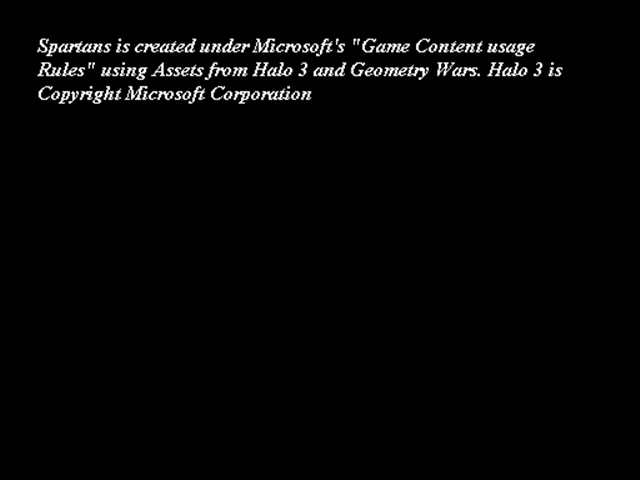 Spartans is created under Microsoft's "Game Content usage
Rules" using Assets from Halo 3 and Geometry Wars. Halo 3 is
Copyright Microsoft Corporation